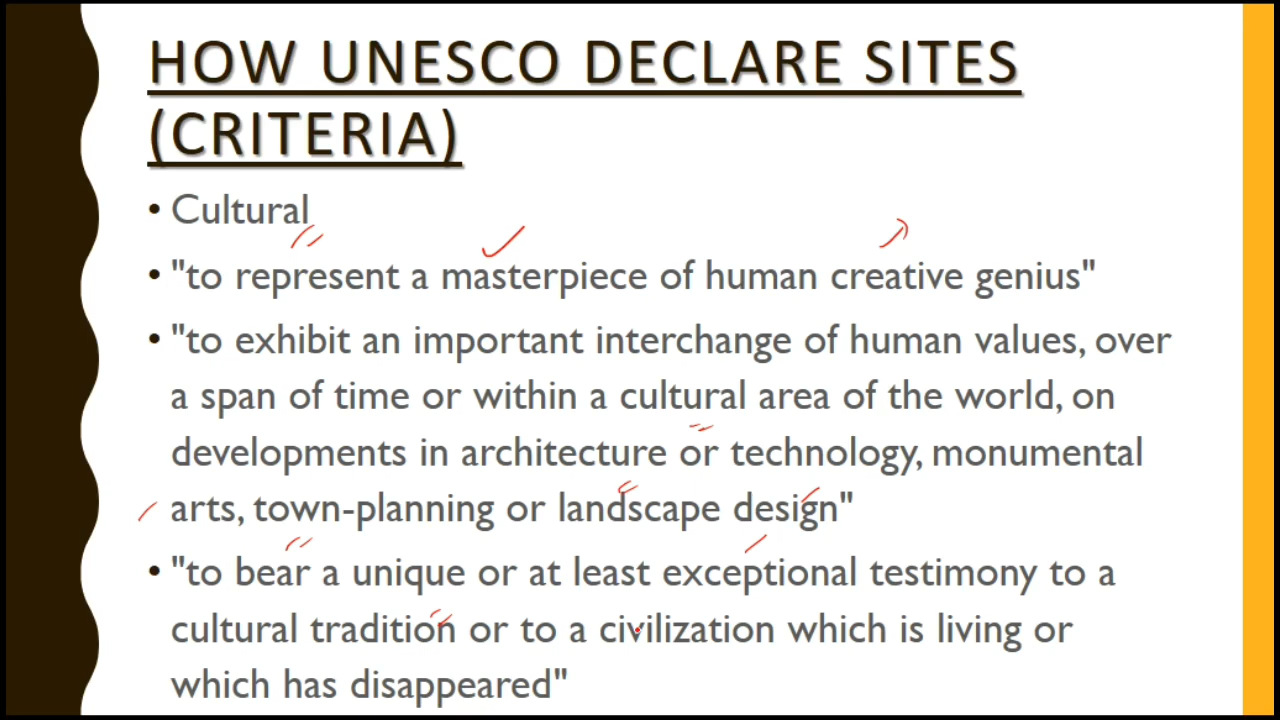 HOW UNESCO DECLARE SITES
(CRITERIA)
• Cultural
• "to represent a masterpiece of human creative genius"
• "to exhibit an important interchange of human values, over
a span of time or within a cultural area of the world, on
developments in architecture or technology, monumental
arts, town-planning or landscape design"
• "to bear a unique or at least exceptional testimony to a
cultural tradition or to a civilization which is living or
which has disappeared"